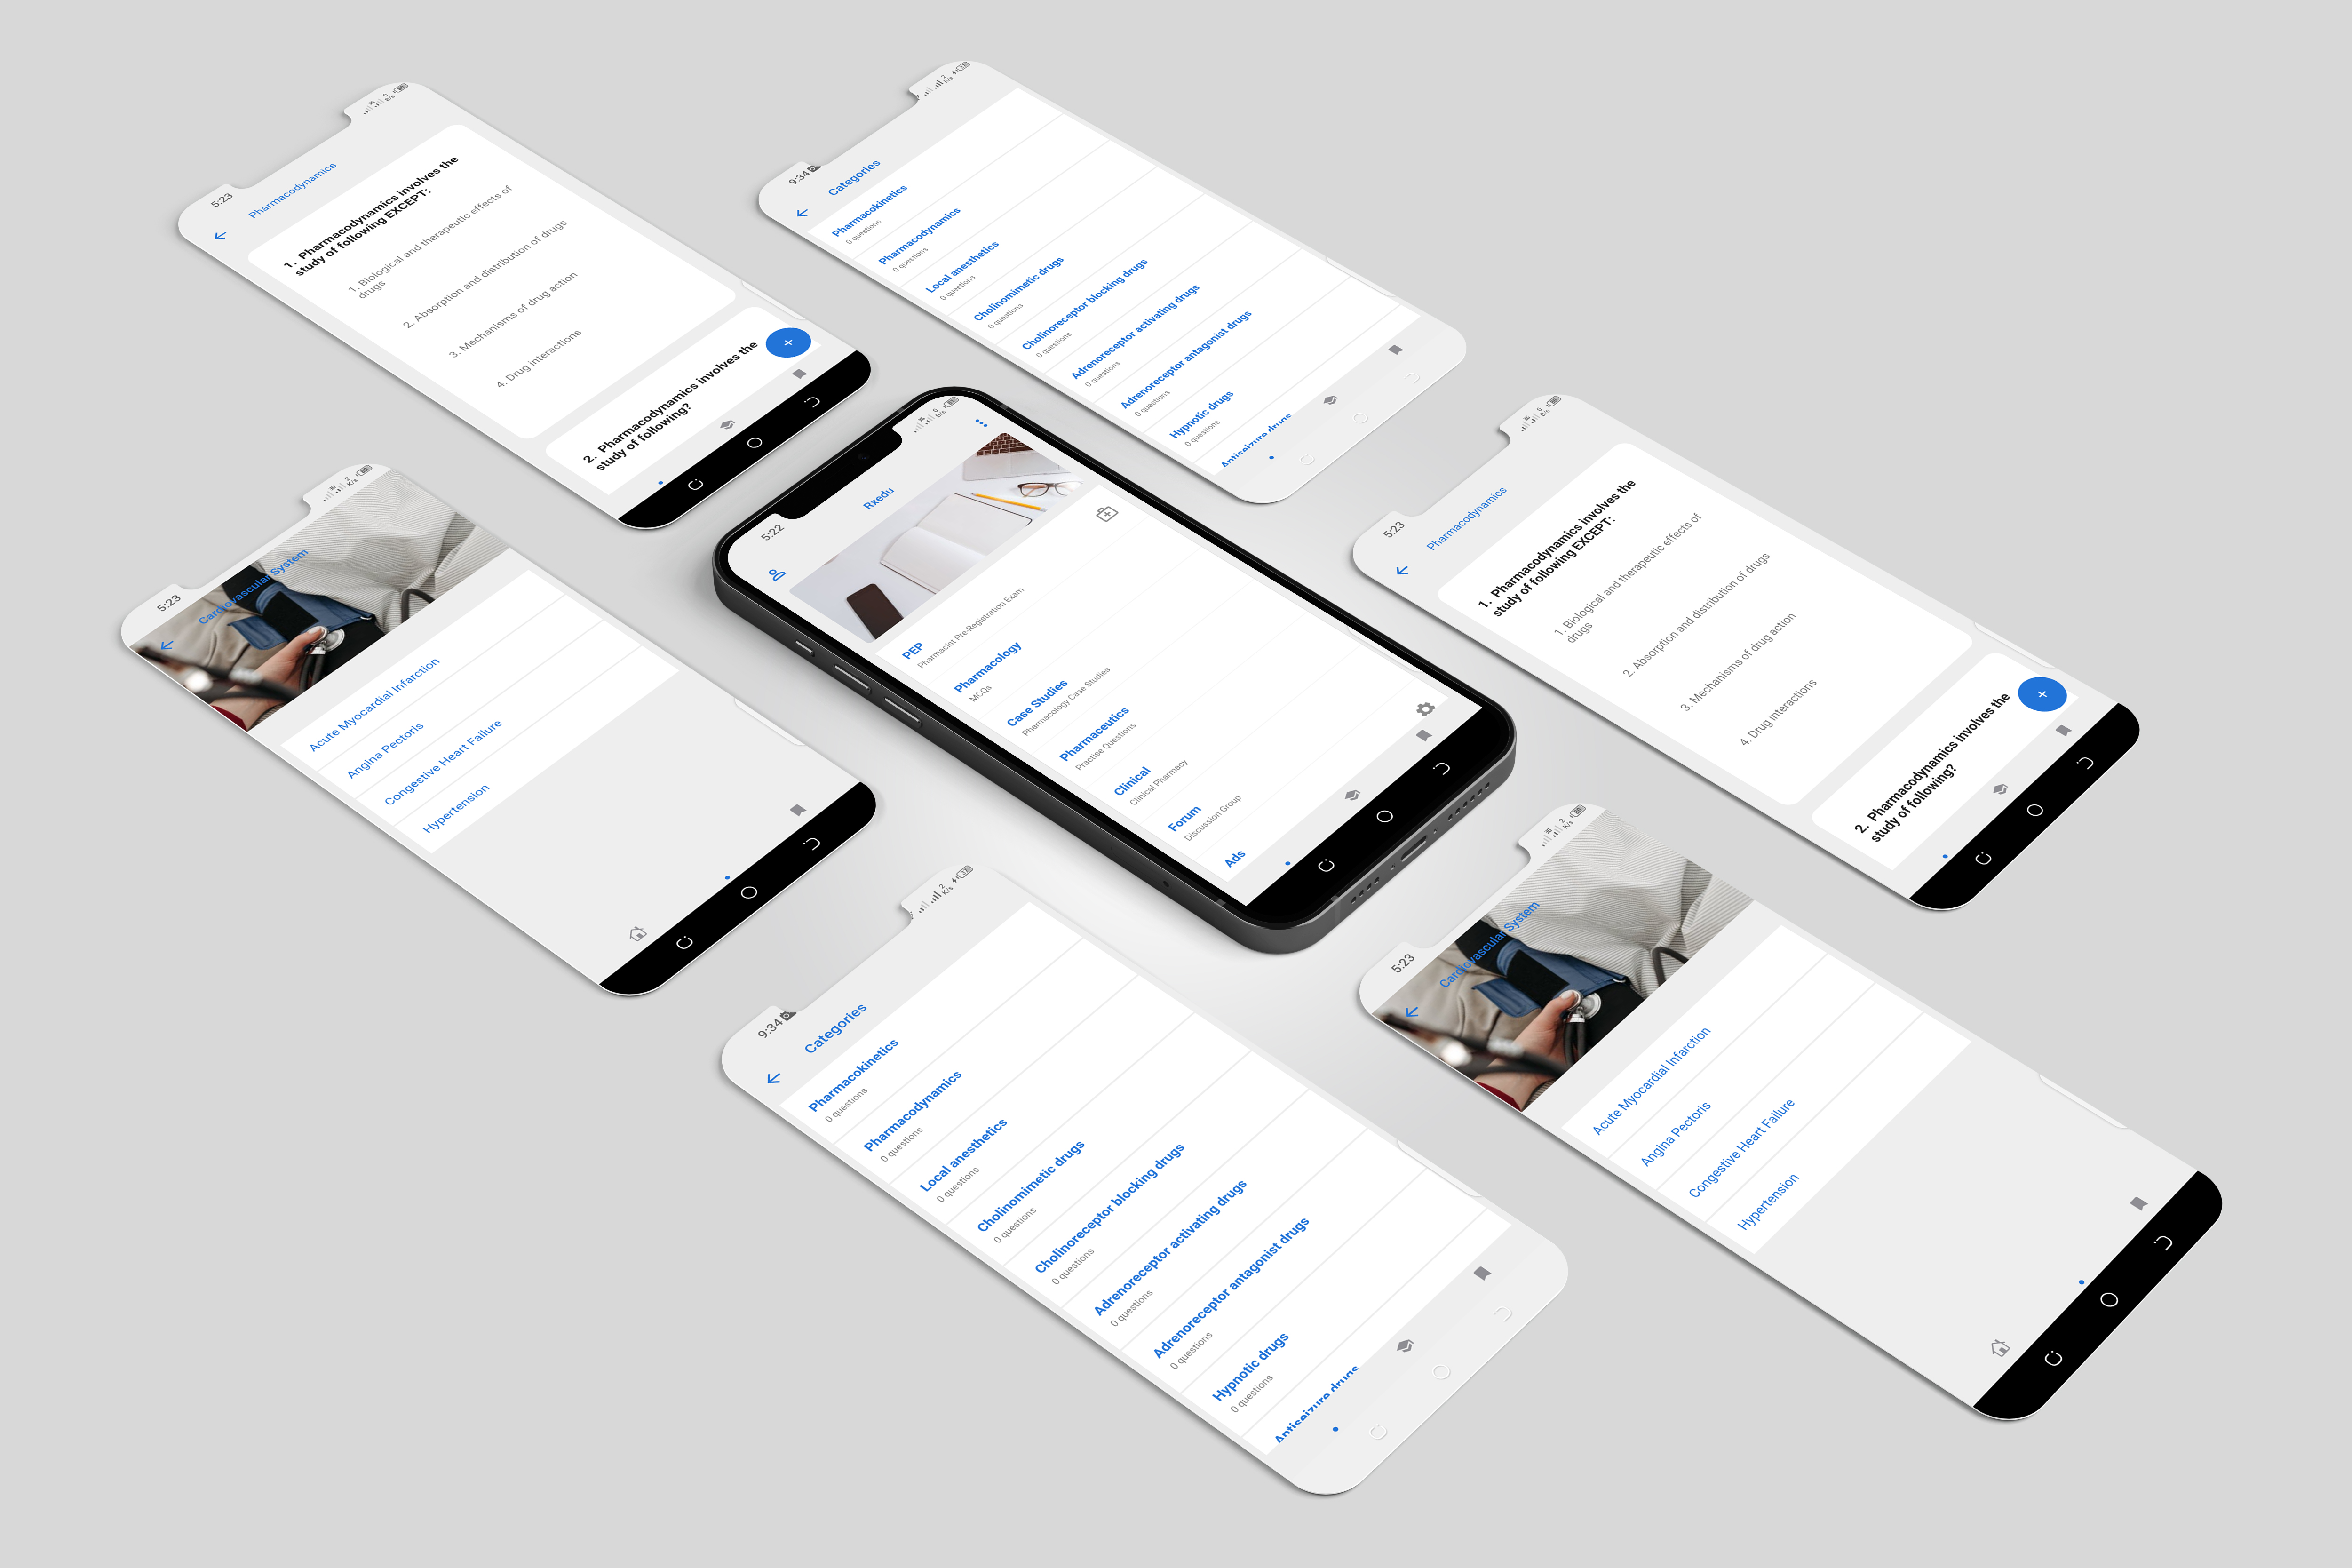 5:23
Pharmacodynamics
1. Pharmacodynamics involves the
study of following EXCEPT:
1. Biological and therapeutic effects of
drugs
2. Absorption and distribution of drugs
3. Mechanisms of drug action
4. Drug interactions
2. Pharmacodynamics involves the
study of following?
9:34
Categories
Pharmacokinetics
0 questions
Pharmacodynamics
0 questions
Local anesthetics
0 questions
Cholinomimetic drugs
0 questions
Cholinoreceptor blocking drugs
0 questions
Adrenoreceptor activating drugs
0 questions
Adrenoreceptor antagonist drugs
0 questions
Hypnotic drugs
0 questions
Antiseizure drugs
5:23
Cardiovascular System
Acute Myocardial Infarction
Angina Pectoris
Congestive Heart Failure
Hypertension
5:22
Rxedu
PEP
Pharmacist Pre-Registration Exam
Pharmacology
MCQs
Case Studies
Pharmacology Case Studies
Pharmaceutics
Practise Questions
Clinical
Clinical Pharmacy
Forum
Discussion Group
Ads
5:23
Pharmacodynamics
1. Pharmacodynamics involves the
study of following EXCEPT:
1. Biological and therapeutic effects of
drugs
2. Absorption and distribution of drugs
3. Mechanisms of drug action
4. Drug interactions
2. Pharmacodynamics involves the
study of following?
9:34
Categories
Pharmacokinetics
0 questions
Pharmacodynamics
0 questions
Local anesthetics
0 questions
Cholinomimetic drugs
0 questions
Cholinoreceptor blocking drugs
0 questions
Adrenoreceptor activating drugs
0 questions
Adrenoreceptor antagonist drugs
0 questions
Hypnotic drugs
0 questions
Antiseizure drugs
5:23
Cardiovascular System
Acute Myocardial Infarction
Angina Pectoris
Congestive Heart Failure
Hypertension